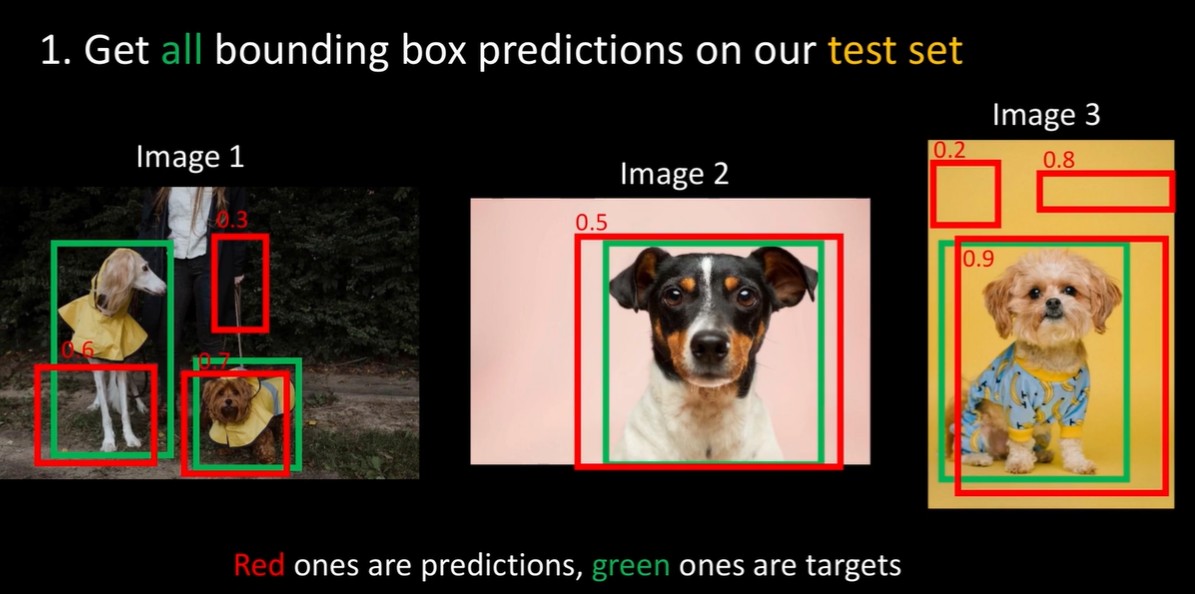 1. Get all bounding box predictions on our test set
Image 1
Image 2
Image 3
0.3
0.6
0.7
0.5
0.2
0.8
0.9
Red ones are predictions, green ones are targets